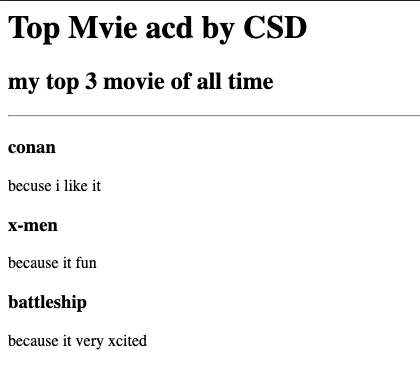 Top Mvie acd by CSD
my top 3 movie of all time
conan
becuse i like it
x-men
because it fun
battleship
because it very xcited